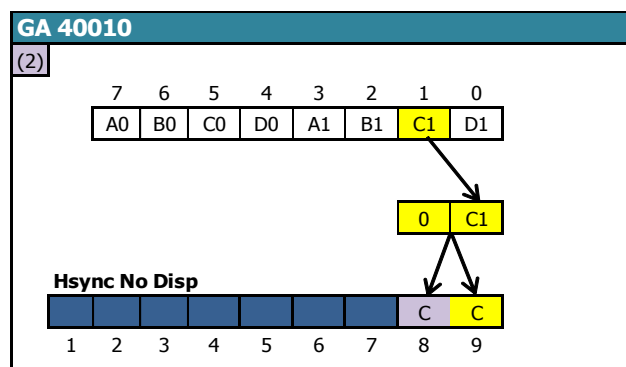 GA 40010
(2)
7 6 5 4 3 2 1 0
A0 B0 C0 D0 A1 B1 C1 D1
0 C1
Hsync No Disp
C C
1 2 3 4 5 6 7 8 9